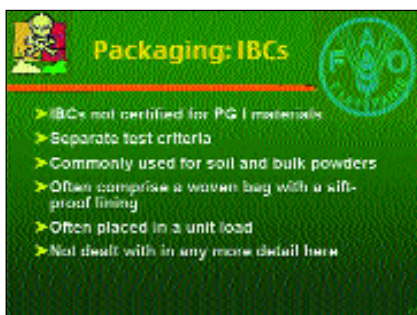 Packaging: IBCs
F A O
IBCs not certified for PG I materials
Separate test criteria
Commonly used for soil and bulk powders
Often comprise a woven bag with a sift-
proof lining
Often placed in a unit load
Not dealt with in any more detail here